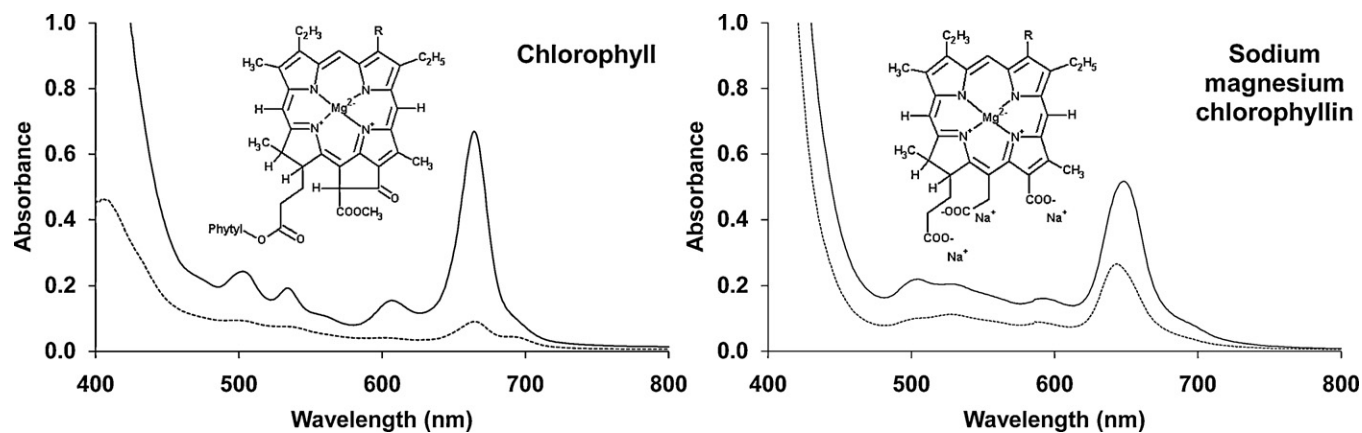 Absorbance
1.0
0.8
0.6
0.4
0.2
0.0
400
500
600
700
800
Wavelength (nm)
Chlorophyll
C₂H₃
R
H₃C
C₂H₅
N
N
Mg²⁻
H
H
N⁺
N⁺
H₃C
CH₃
H
H
O
COOCH₃
Phytyl
O
O
Absorbance
1.0
0.8
0.6
0.4
0.2
0.0
400
500
600
700
800
Wavelength (nm)
Sodium
magnesium
chlorophyllin
C₂H₃
R
H₃C
C₂H₅
N
N
Mg²⁻
H
H
N⁺
N⁺
H₃C
CH₃
H
H
-OOC
Na⁺
COO-
Na⁺
COO-
Na⁺